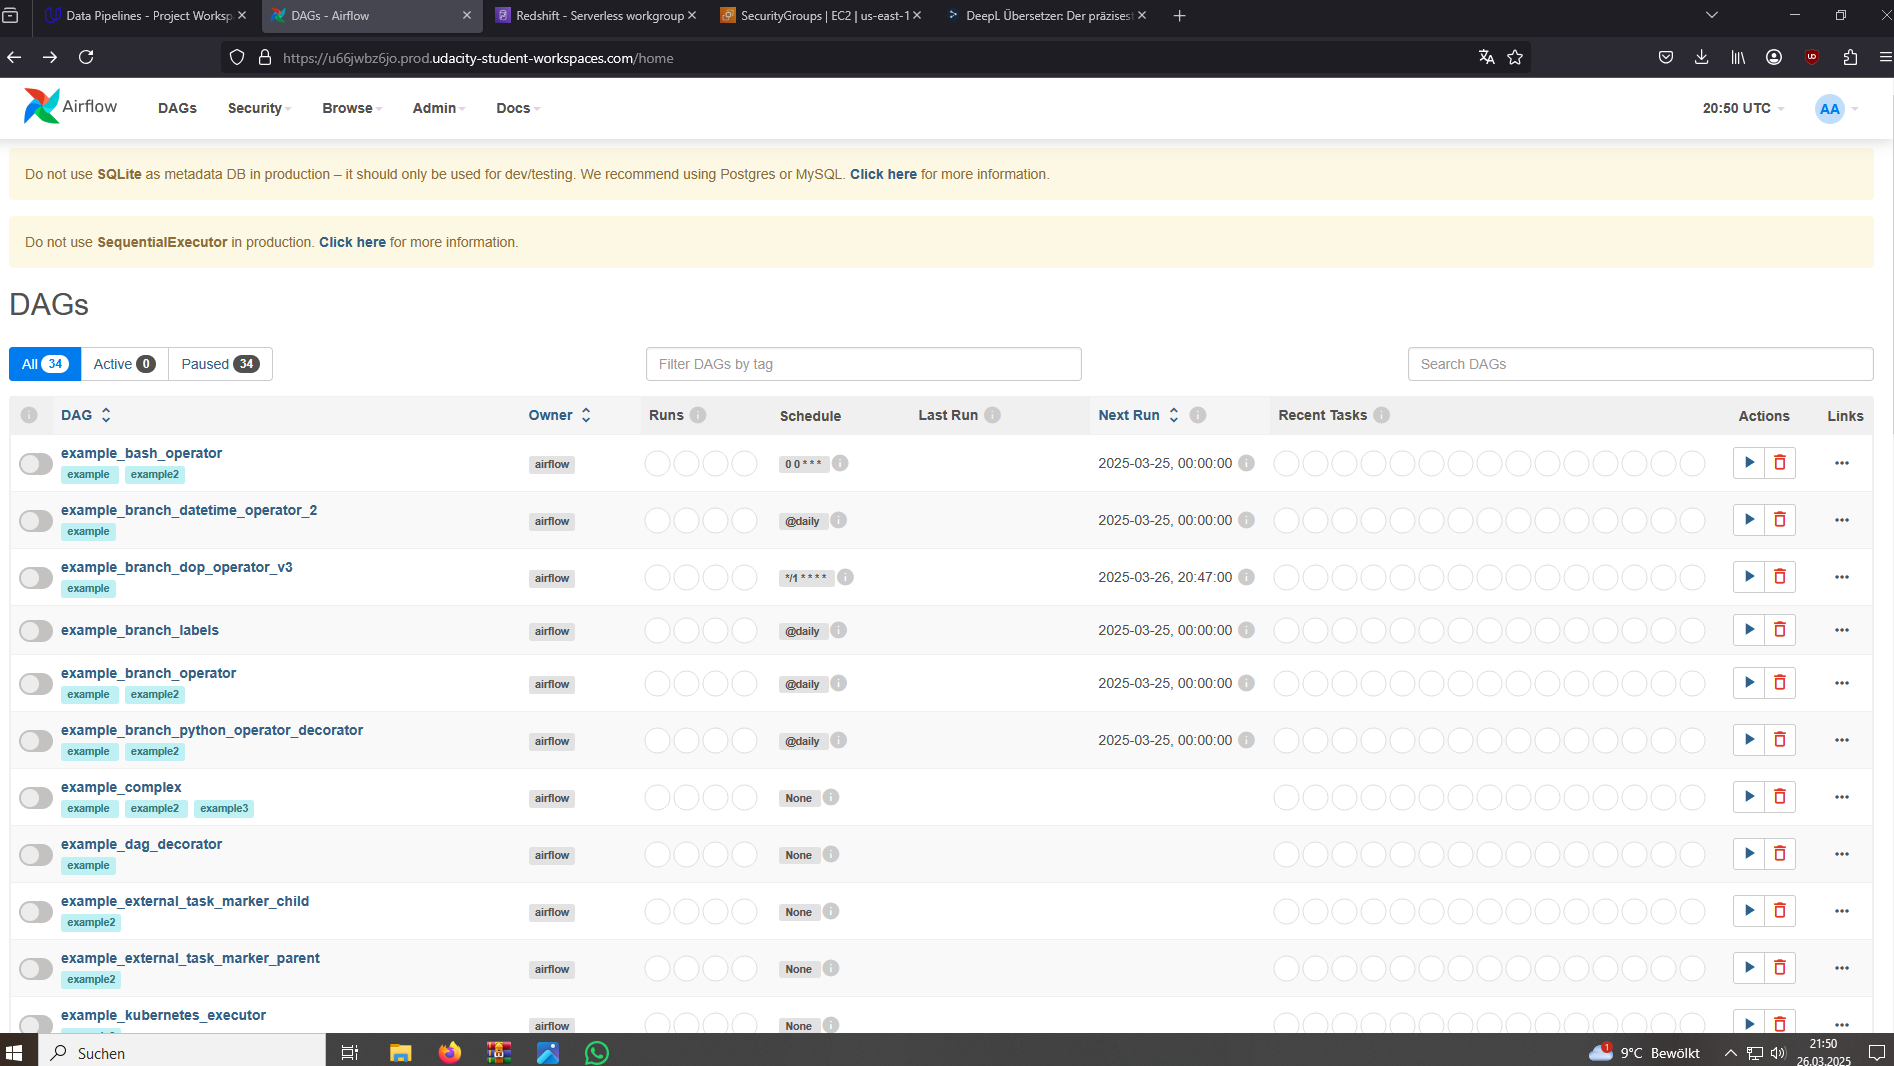 Data Pipelines - Project Worksp
DAGs - Airflow
Redshift - Serverless workgroup
SecurityGroups | EC2 | us-east-1
DeepL Übersetzer: Der präzises
https://u66jwbz6jo.prod.udacity-student-workspaces.com/home
Airflow DAGs Security Browse Admin Docs 20:50 UTC AA
Do not use SQLite as metadata DB in production – it should only be used for dev/testing. We recommend using Postgres or MySQL. Click here for more information.
Do not use SequentialExecutor in production. Click here for more information.
DAGs
All 34 Active 0 Paused 34 Filter DAGs by tag Search DAGs
DAG Owner Runs Schedule Last Run Next Run Recent Tasks Actions Links
example_bash_operator
example example2
airflow 0 0 * * * 2025-03-25, 00:00:00
example_branch_datetime_operator_2
example
airflow @daily 2025-03-25, 00:00:00
example_branch_dop_operator_v3
example
airflow */1 * * * * 2025-03-26, 20:47:00
example_branch_labels airflow @daily 2025-03-25, 00:00:00
example_branch_operator
example example2
airflow @daily 2025-03-25, 00:00:00
example_branch_python_operator_decorator
example example2
airflow @daily 2025-03-25, 00:00:00
example_complex
example example2 example3
airflow None
example_dag_decorator
example
airflow None
example_external_task_marker_child
example2
airflow None
example_external_task_marker_parent
example2
airflow None
example_kubernetes_executor
airflow None
Suchen
1
9°C Bewölkt
21:50
26.03.2025